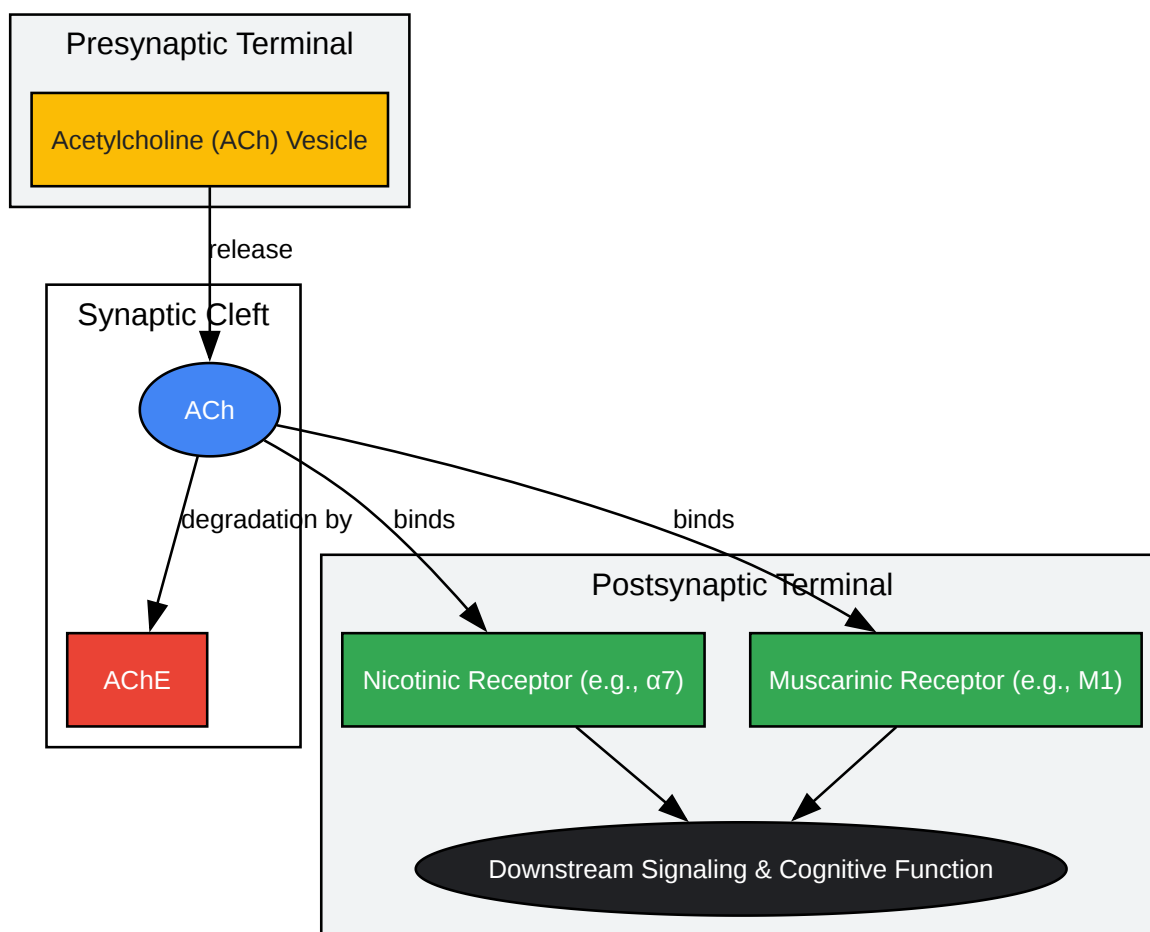 Presynaptic Terminal
Acetylcholine (ACh) Vesicle
release
Synaptic Cleft
ACh
degradation by
binds
binds
Postsynaptic Terminal
AChE
Nicotinic Receptor (e.g., α7)
Muscarinic Receptor (e.g., M1)
Downstream Signaling & Cognitive Function